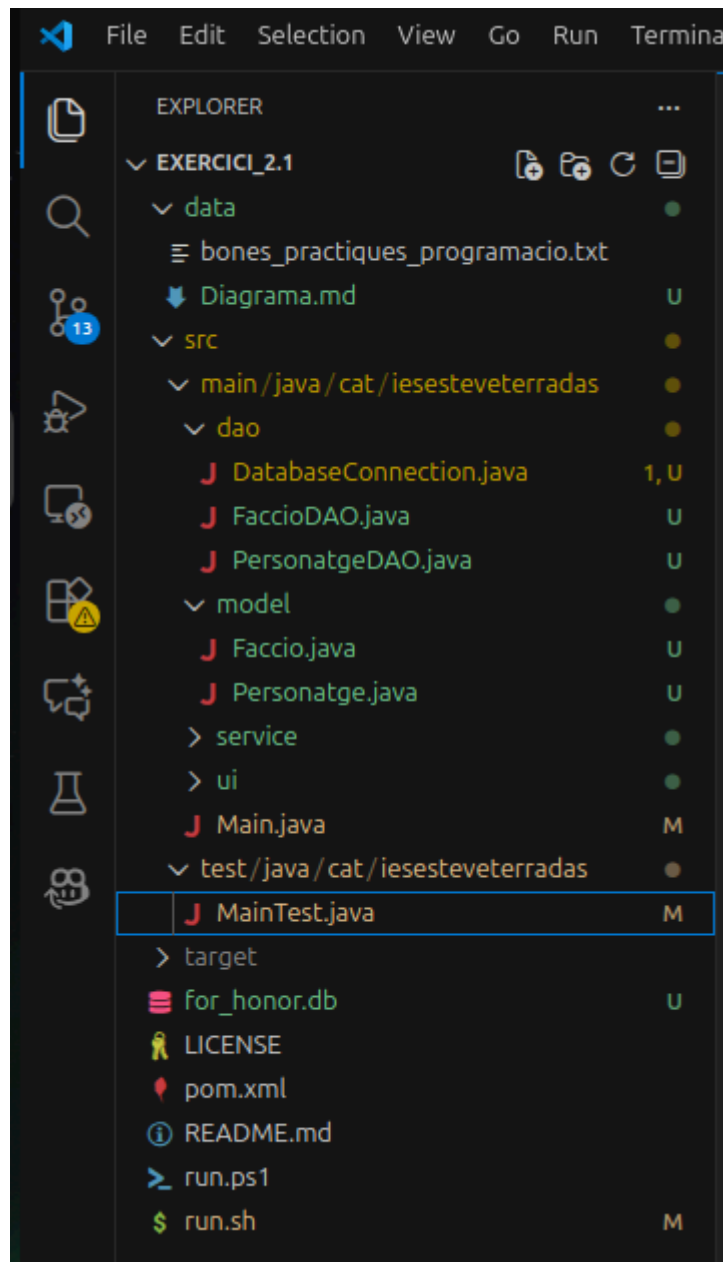 File Edit Selection View Go Run Termina
EXPLORER ...
EXERCICI_2.1
data
bones_practiques_programacio.txt
Diagrama.md U
13
src
main/java/cat/iesesteveterradas
dao
DatabaseConnection.java 1, U
FaccioDAO.java U
PersonatgeDAO.java U
model
Faccio.java U
Personatge.java U
service
ui
Main.java M
test/java/cat/iesesteveterradas
MainTest.java M
target
for_honor.db U
LICENSE
pom.xml
README.md
run.ps1
run.sh M